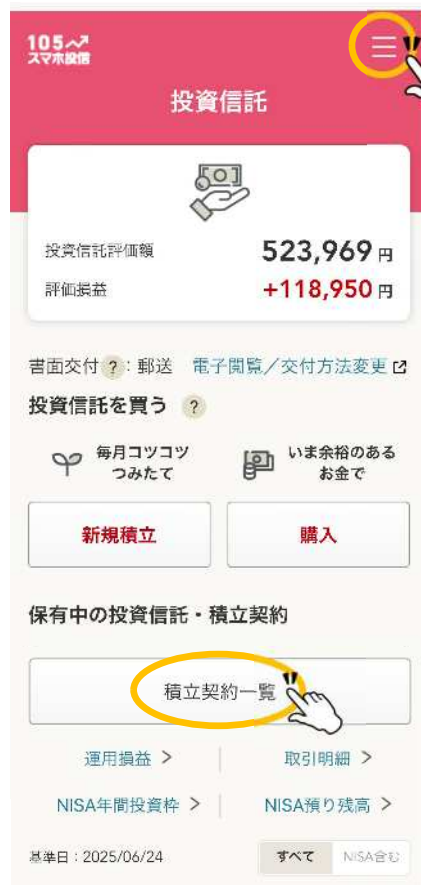 105
スマホ投信
投資信託
投資信託評価額 523,969 円
評価損益 +118,950 円
書面交付 ? : 郵送 電子閲覧/交付方法変更
投資信託を買う ?
毎月コツコツ いま余裕のある
つみたて お金で
新規積立 購入
保有中の投資信託・積立契約
積立契約一覧
運用損益 > 取引明細 >
NISA年間投資枠 > NISA預り残高 >
基準日:2025/06/24 すべて NISA含む